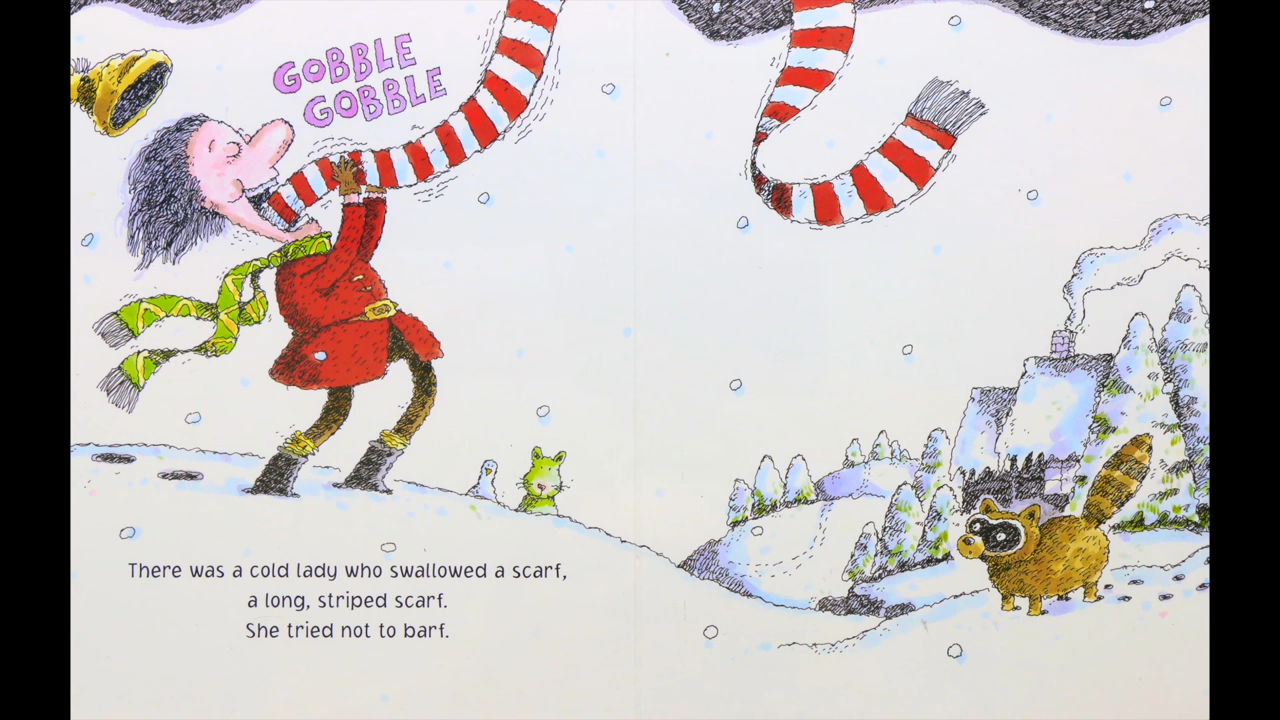 GOBBLE
GOBBLE
There was a cold lady who swallowed a scarf,
a long, striped scarf.
She tried not to barf.